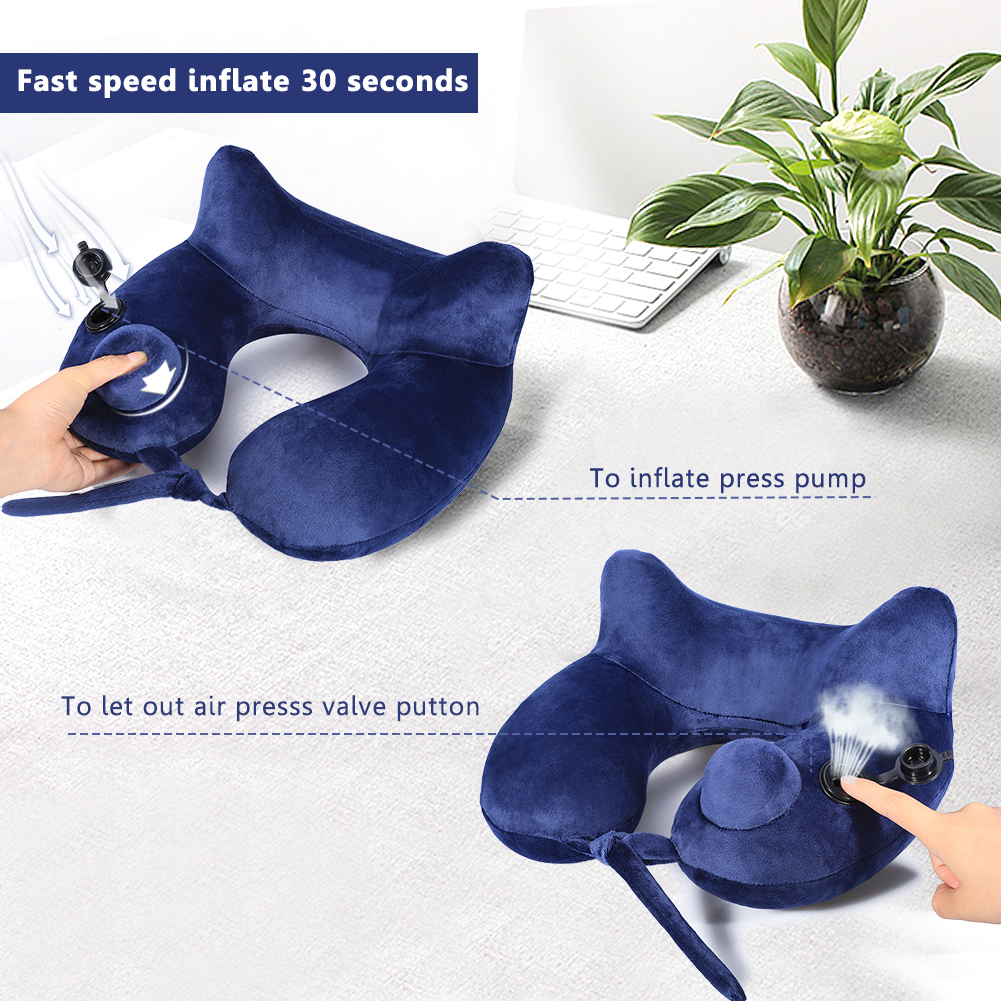 Fast speed inflate 30 seconds
To inflate press pump
To let out air presss valve putton